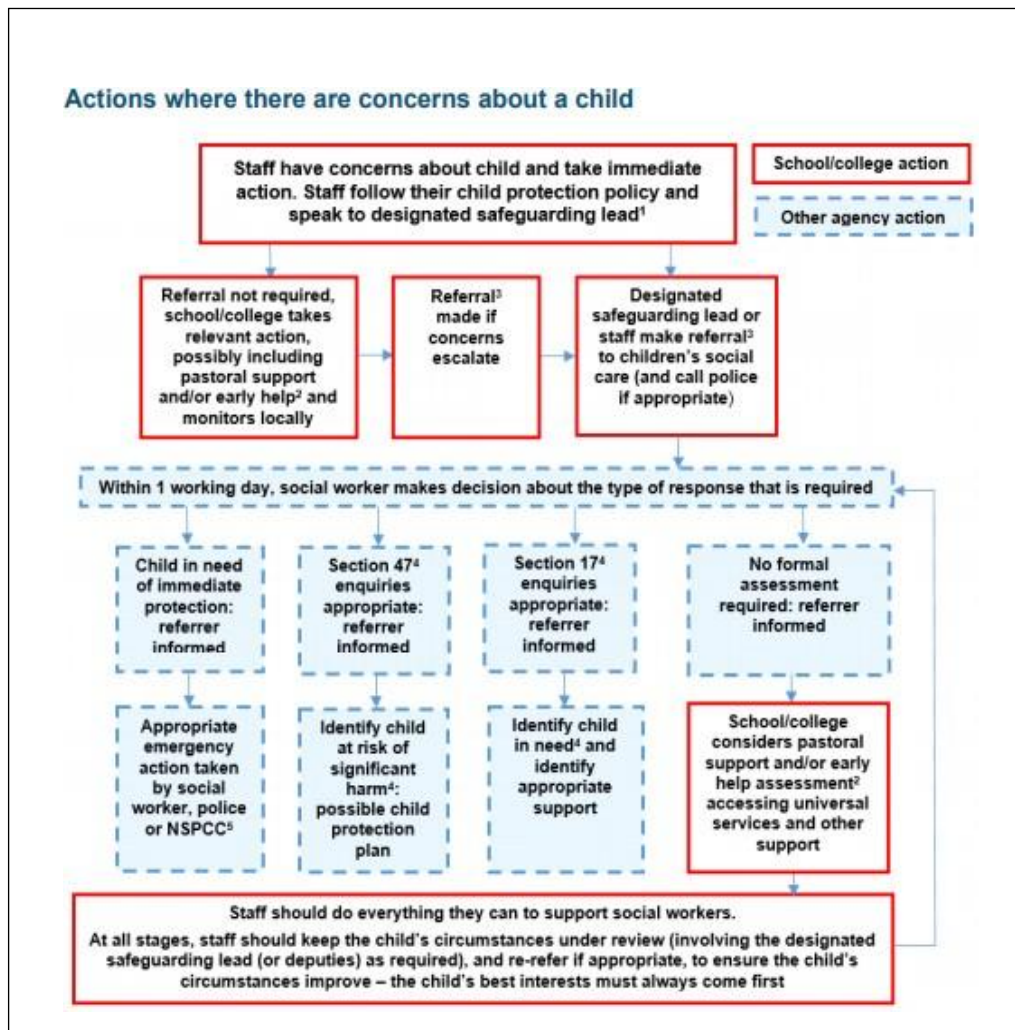 Actions where there are concerns about a child
Staff have concerns about child and take immediate
action. Staff follow their child protection policy and
speak to designated safeguarding lead¹
School/college action
Other agency action
Referral not required,
school/college takes
relevant action,
possibly including
pastoral support
and/or early help² and
monitors locally
Referral³
made if
concerns
escalate
Designated
safeguarding lead or
staff make referral³
to children's social
care (and call police
if appropriate)
Within 1 working day, social worker makes decision about the type of response that is required
Child in need
of immediate
protection:
referrer
informed
Section 47⁴
enquiries
appropriate:
referrer
informed
Section 17⁴
enquiries
appropriate:
referrer
informed
No formal
assessment
required: referrer
informed
Appropriate
emergency
action taken
by social
worker, police
or NSPCC⁵
Identify child
at risk of
significant
harm⁴:
possible child
protection
plan
Identify child
in need⁴ and
identify
appropriate
support
School/college
considers pastoral
support and/or early
help assessment²
accessing universal
services and other
support
Staff should do everything they can to support social workers.
At all stages, staff should keep the child's circumstances under review (involving the designated
safeguarding lead (or deputies) as required), and re-refer if appropriate, to ensure the child's
circumstances improve – the child's best interests must always come first